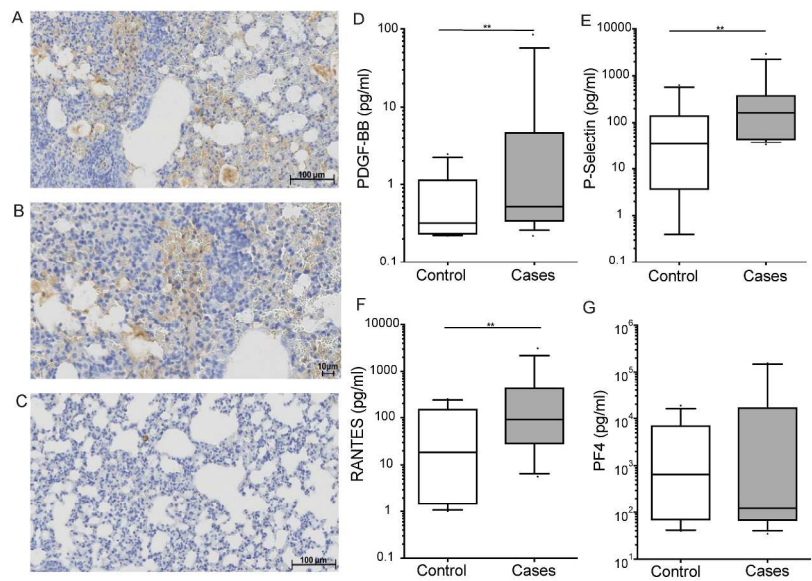 A
100 µm
B
10µm
C
100 µm
D
**
PDGF-BB (pg/ml)
100
10
1
0.1
Control Cases
E
**
P-Selectin (pg/ml)
10000
1000
100
10
1
0.1
Control Cases
F
**
RANTES (pg/ml)
10000
1000
100
10
1
0.1
Control Cases
G
PF4 (pg/ml)
10⁶
10⁵
10⁴
10³
10²
10¹
Control Cases